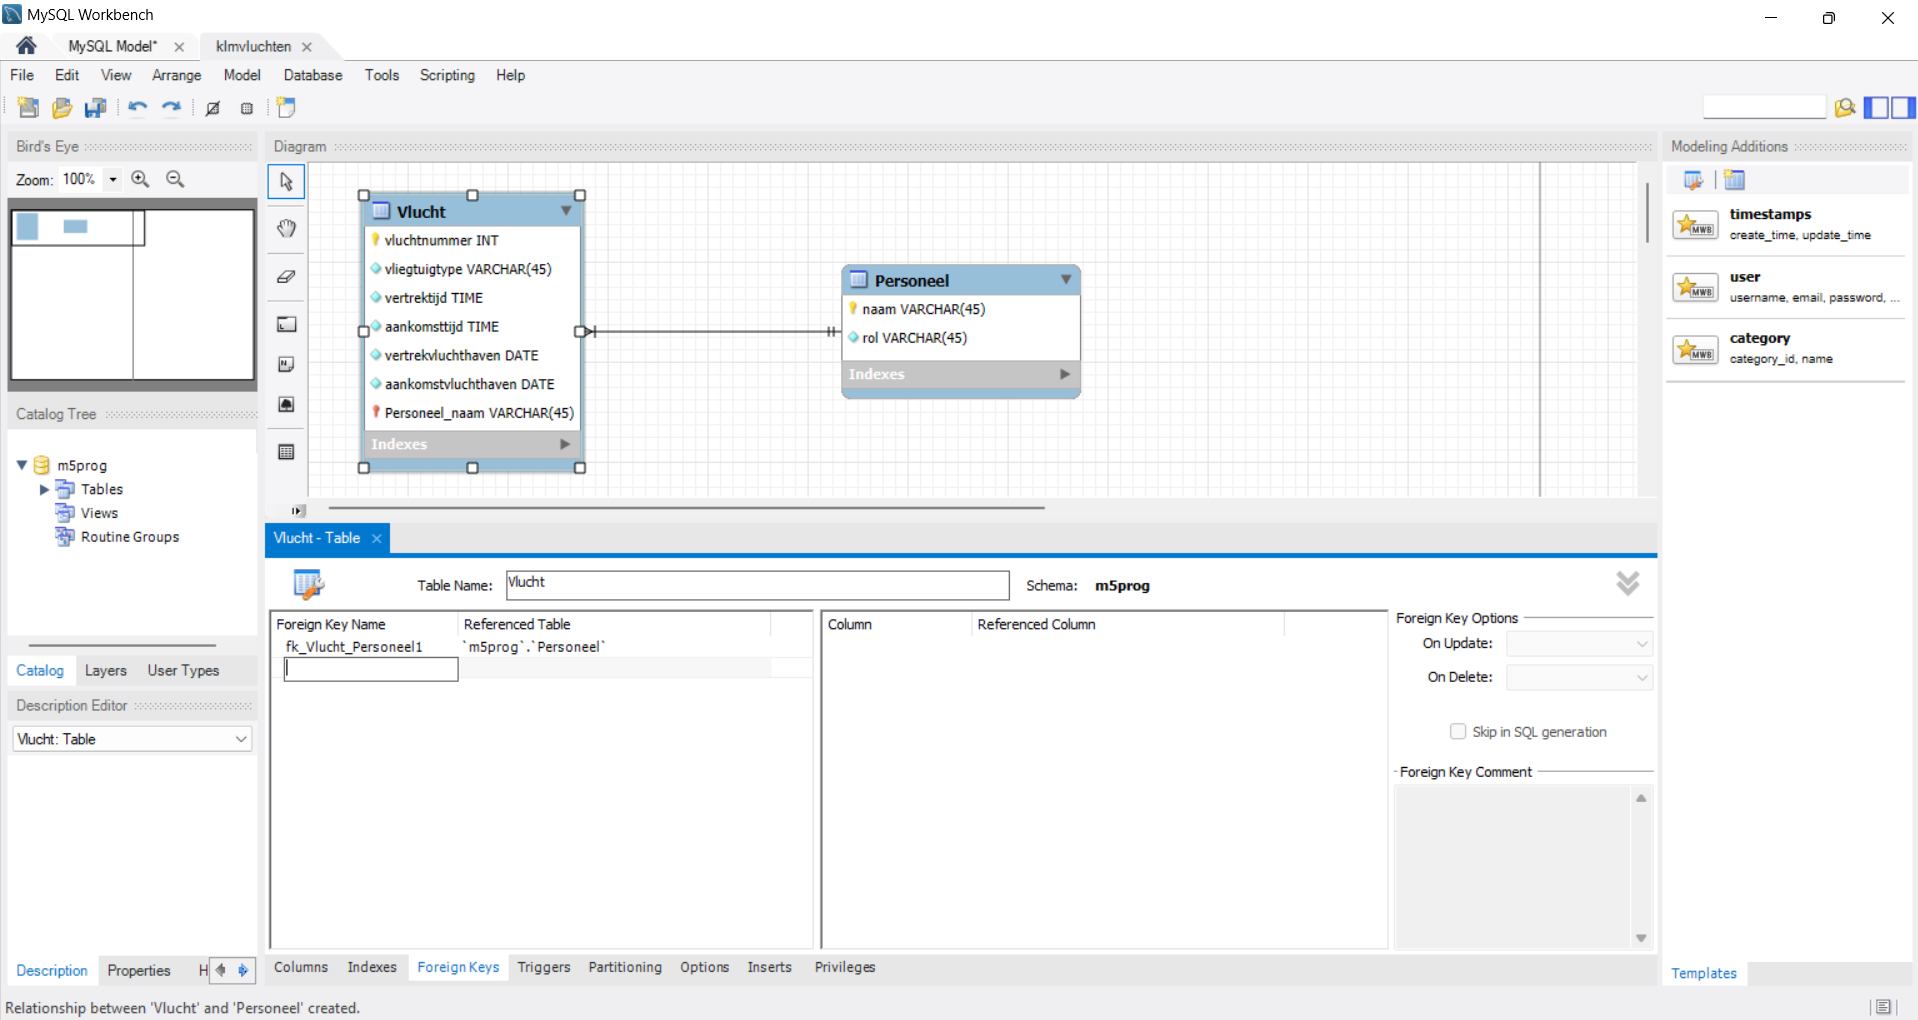 MySQL Workbench
MySQL Model*
klmvluchten
File Edit View Arrange Model Database Tools Scripting Help
Bird's Eye
Zoom: 100%
Diagram
Modeling Additions
timestamps
create_time, update_time
user
username, email, password, ...
category
category_id, name
MWB
MWB
MWB
Vlucht
vluchtnummer INT
vliegtuigtype VARCHAR(45)
vertrektijd TIME
aankomsttijd TIME
vertrekvluchthaven DATE
aankomstvluchthaven DATE
Personeel_naam VARCHAR(45)
Indexes
Personeel
naam VARCHAR(45)
rol VARCHAR(45)
Indexes
Catalog Tree
m5prog
Tables
Views
Routine Groups
Catalog Layers User Types
Description Editor
Vlucht: Table
Description Properties H
Vlucht - Table
Table Name: Vlucht Schema: m5prog
Foreign Key Name Referenced Table
fk_Vlucht_Personeel1 `m5prog`.`Personeel`
Column Referenced Column
Foreign Key Options
On Update:
On Delete:
Skip in SQL generation
Foreign Key Comment
Columns Indexes Foreign Keys Triggers Partitioning Options Inserts Privileges
Templates
Relationship between 'Vlucht' and 'Personeel' created.